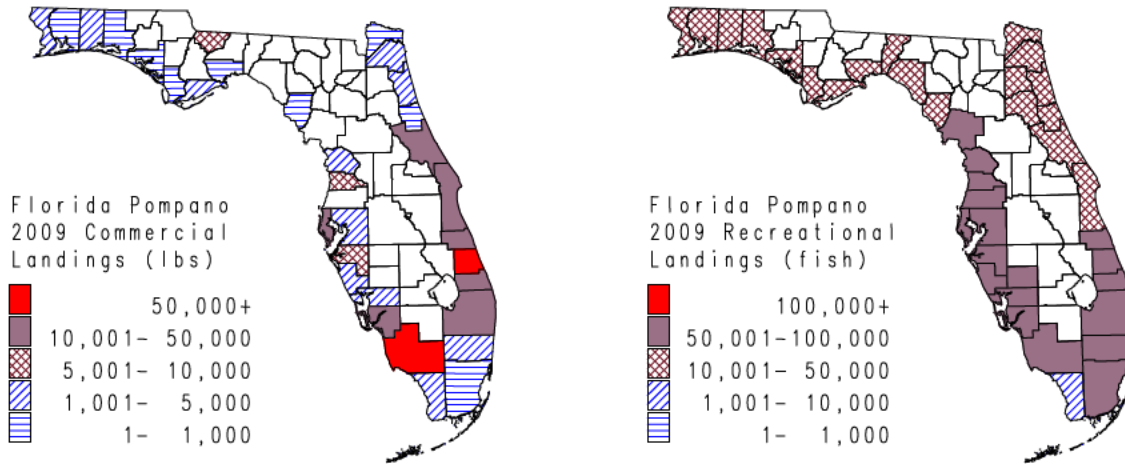 Florida Pompano
2009 Commercial
Landings (lbs)
50,000+
10,001- 50,000
5,001- 10,000
1,001- 5,000
1- 1,000
Florida Pompano
2009 Recreational
Landings (fish)
100,000+
50,001-100,000
10,001- 50,000
1,001- 10,000
1- 1,000